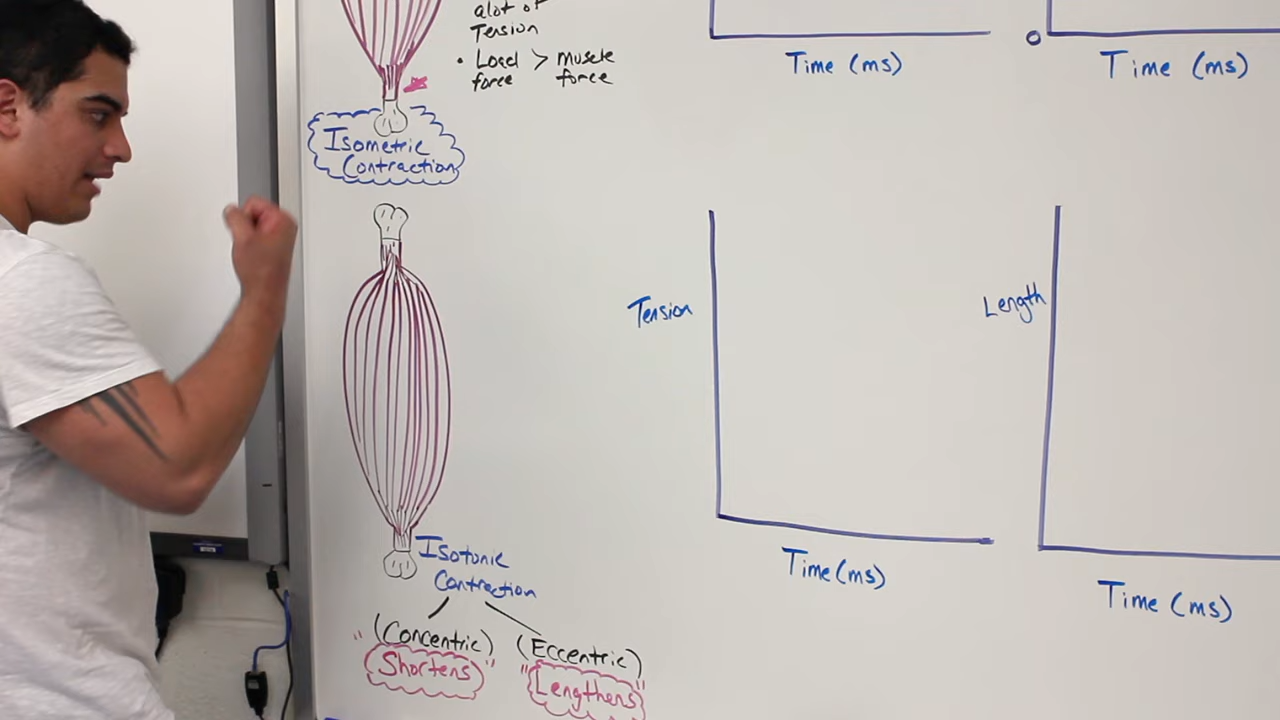 alot of
Tension
• Load > muscle
force force
Isometric
Contraction
Time (ms)
Time (ms)
Tension
Length
Time (ms)
Time (ms)
Isotonic
Contraction
(Concentric)
"Shortens"
(Eccentric)
"Lengthens"